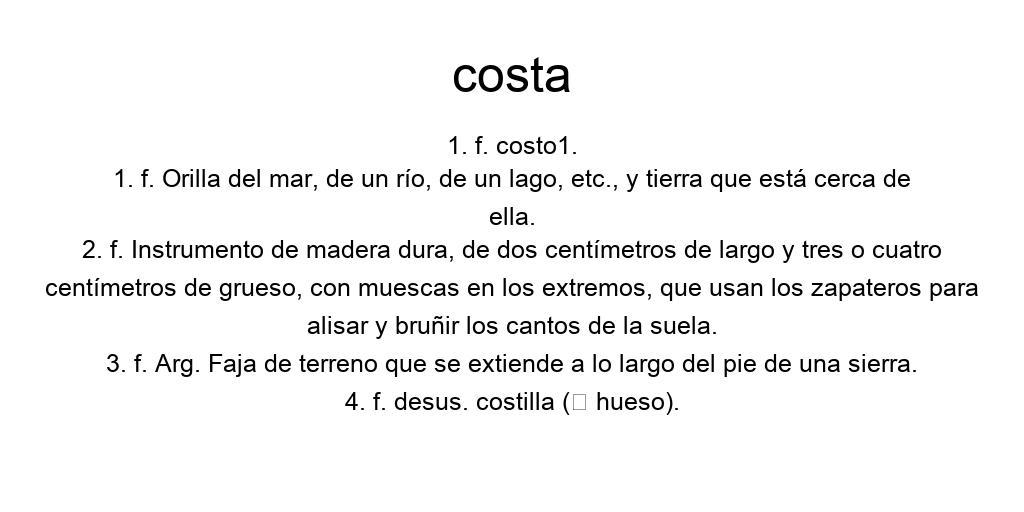 costa
1. f. costo1.
1. f. Orilla del mar, de un río, de un lago, etc., y tierra que está cerca de
ella.
2. f. Instrumento de madera dura, de dos centímetros de largo y tres o cuatro
centímetros de grueso, con muescas en los extremos, que usan los zapateros para
alisar y bruñir los cantos de la suela.
3. f. Arg. Faja de terreno que se extiende a lo largo del pie de una sierra.
4. f. desus. costilla (□ hueso).